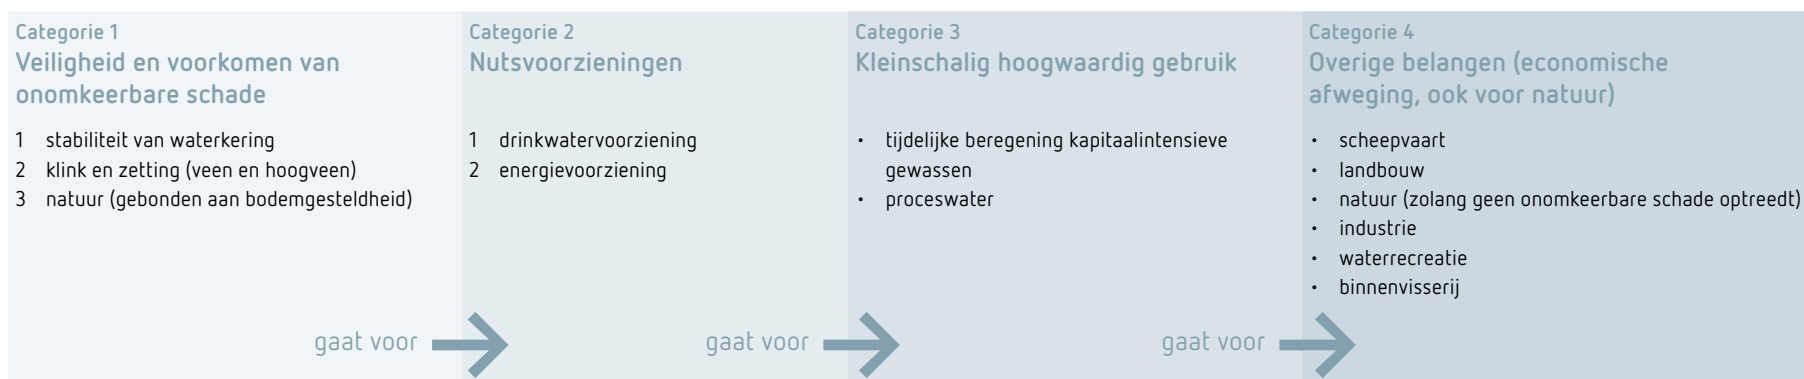 Categorie 1
Veiligheid en voorkomen van
onomkeerbare schade
1 stabiliteit van waterkering
2 klink en zetting (veen en hoogveen)
3 natuur (gebonden aan bodemgesteldheid)
gaat voor
Categorie 2
Nutsvoorzieningen
1 drinkwatervoorziening
2 energievoorziening
gaat voor
Categorie 3
Kleinschalig hoogwaardig gebruik
• tijdelijke beregening kapitaalintensieve
gewassen
• proceswater
gaat voor
Categorie 4
Overige belangen (economische
afweging, ook voor natuur)
• scheepvaart
• landbouw
• natuur (zolang geen onomkeerbare schade optreedt)
• industrie
• waterrecreatie
• binnenvisserij